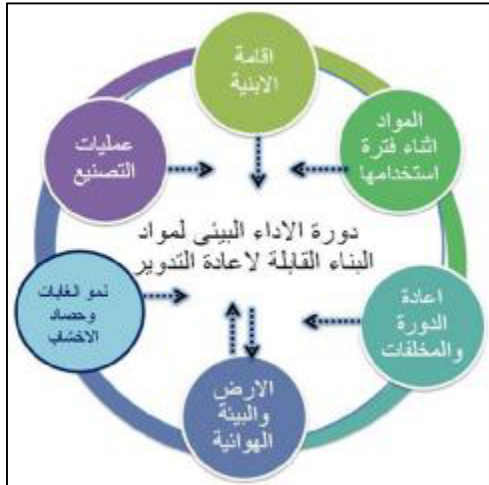 اقامة
الابنية
المواد
اثناء فترة
استخدامها
عمليات
التصنيع
دورة الاداء البيئى لمواد
البناء القابلة لاعادة التدوير
نمو الغابات
وحصاد
الاخشاب
اعادة
الدورة
والمخلفات
الارض
والبيئة
الهوائية